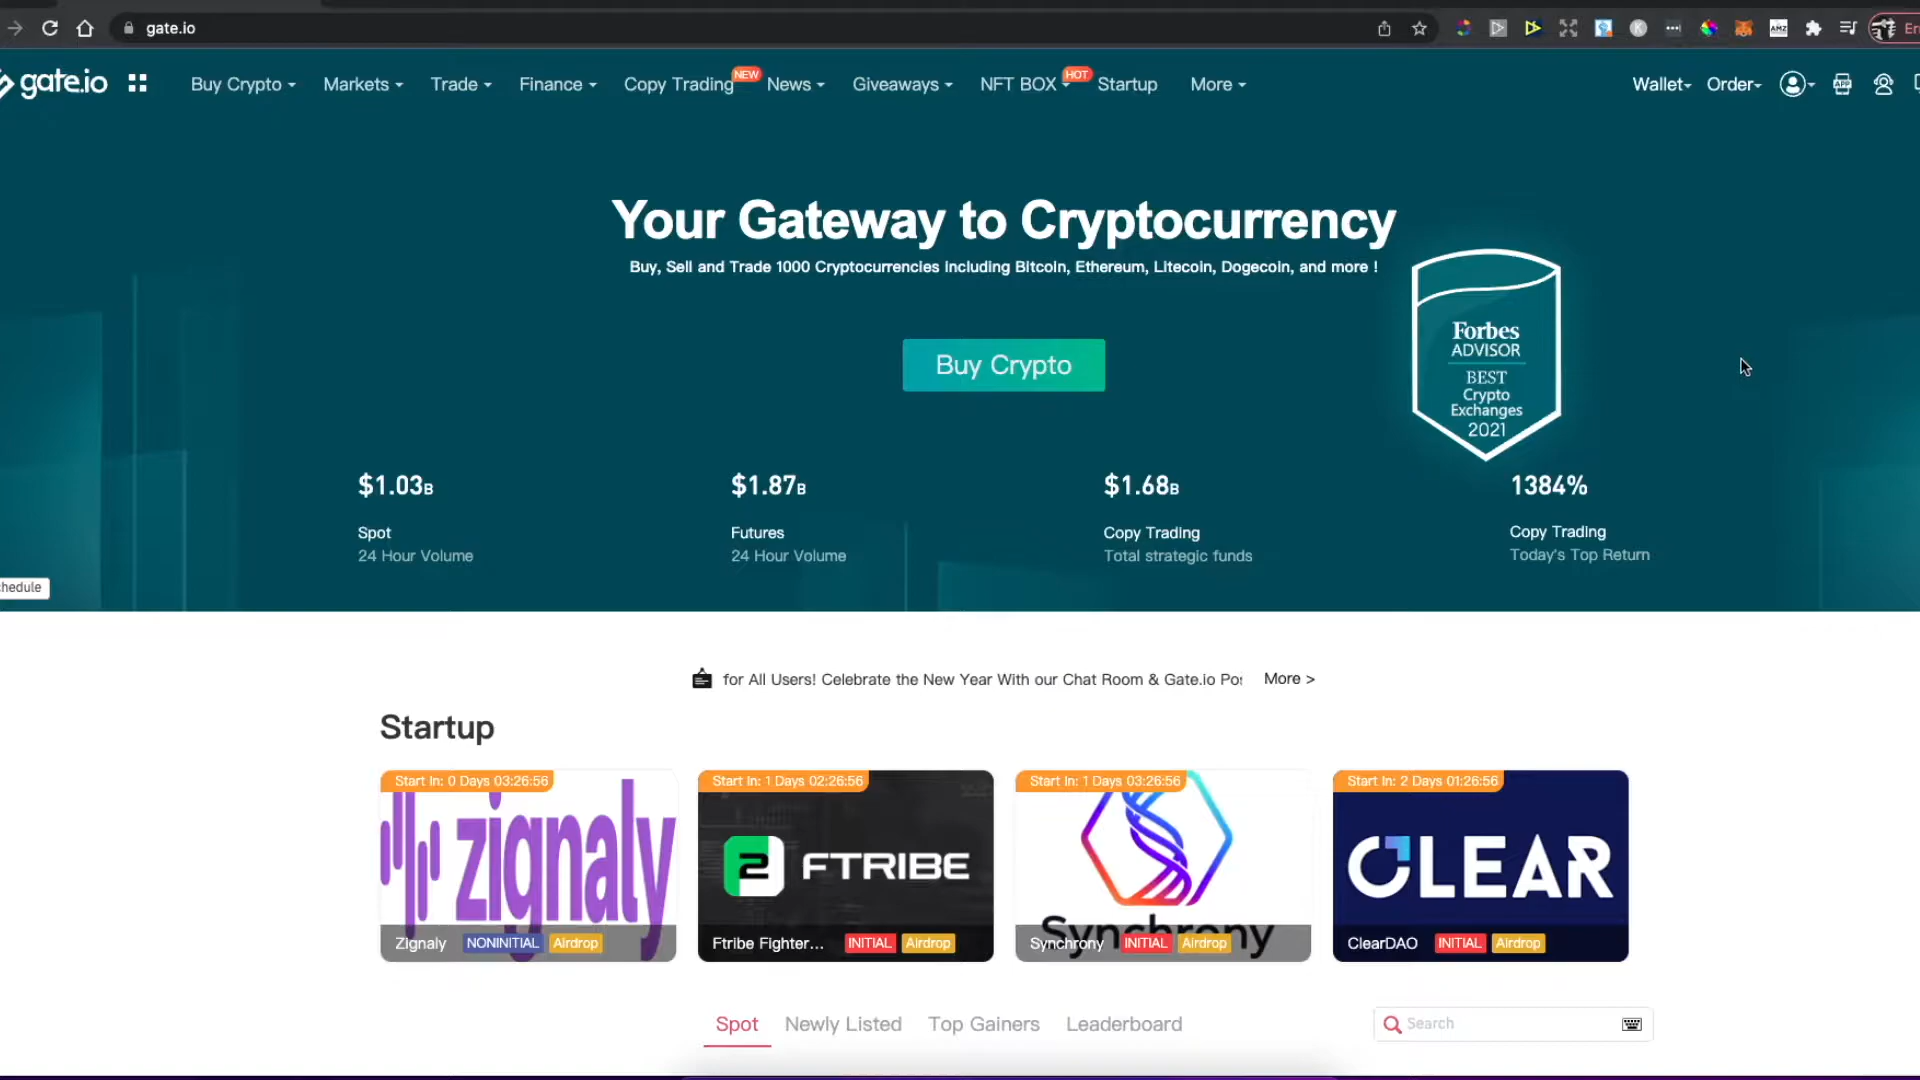 gate.io
Er
gate.io
Buy Crypto
Markets
Trade
Finance
Copy Trading
NEW
News
Giveaways
NFT BOX
HOT
Startup
More
Wallet
Order
APP
AMZ
K
Your Gateway to Cryptocurrency
Buy, Sell and Trade 1000 Cryptocurrencies including Bitcoin, Ethereum, Litecoin, Dogecoin, and more !
Buy Crypto
Forbes
ADVISOR
BEST
Crypto
Exchanges
2021
$1.03B
$1.87B
$1.68B
1384%
Spot
Futures
Copy Trading
Copy Trading
24 Hour Volume
24 Hour Volume
Total strategic funds
Today's Top Return
hedule
for All Users! Celebrate the New Year With our Chat Room & Gate.io Po
More >
Startup
Start In: 0 Days 03:26:56
zignaly
Zignaly
NONINITIAL
Airdrop
Start In: 1 Days 02:26:56
2 FTRIBE
Ftribe Fighter...
INITIAL
Airdrop
Start In: 1 Days 03:26:56
Synchrony
Synchrony
INITIAL
Airdrop
Start In: 2 Days 01:26:56
CLEAR
ClearDAO
INITIAL
Airdrop
Spot
Newly Listed
Top Gainers
Leaderboard
Search